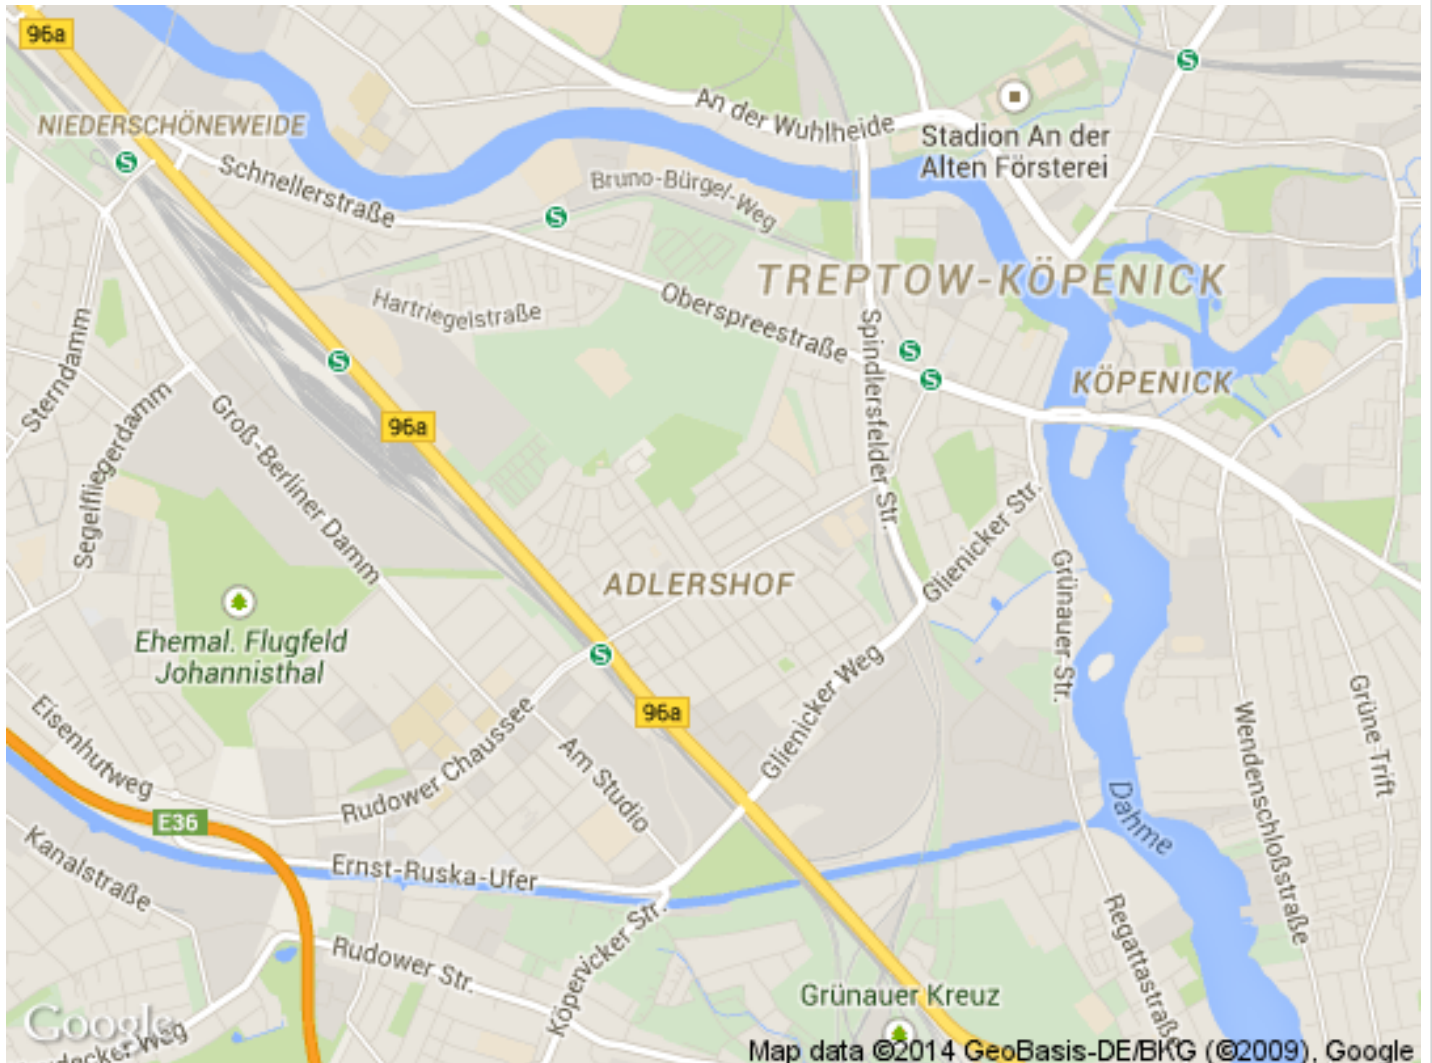 96a
S
NIEDERSCHÖNEWEIDE
An der Wuhlheide
Stadion An der
Alten Försterei
S
Schnellerstraße
Bruno-Bürgel-Weg
S
TREPTOW-KÖPENICK
Hartriegelstraße
Oberspreestraße
Spindlersfelder Str.
S
S
S
KÖPENICK
Sterndamm
Segelfliegerdamm
Groß-Berliner Damm
96a
Glienicker Str.
Grünauer Str.
ADLERSHOF
Ehemal. Flugfeld
Johannisthal
S
Glienicker Weg
96a
Eisenhutweg
Rudower Chaussee
Am Studio
Wendenschloßstraße
Grüne Trift
E36
Dahme
Kanalstraße
Ernst-Ruska-Ufer
Köpenicker Str.
Rudower Str.
Regattastraße
Grünauer Kreuz
Google
Weg
Map data ©2014 GeoBasis-DE/BKG (©2009), Google